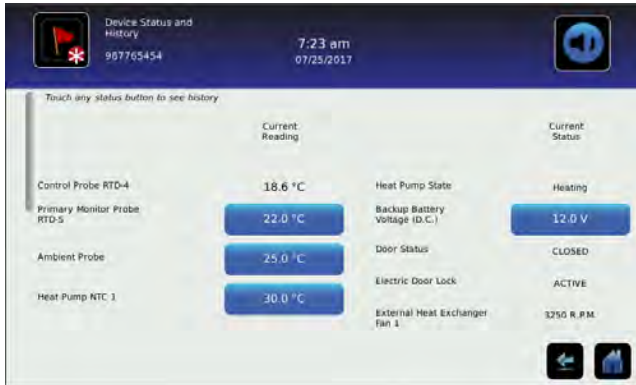 Device Status and
History
987765454
7:23 am
07/25/2017
Touch any status button to see history
Current
Reading
Current
Status
Control Probe RTD-4
18.6 °C
Heat Pump State
Heating
Primary Monitor Probe
RTD-5
22.0 °C
Backup Battery
Voltage (D.C.)
12.0 V
Ambient Probe
25.0 °C
Door Status
CLOSED
Electric Door Lock
ACTIVE
Heat Pump NTC 1
30.0 °C
External Heat Exchanger
Fan 1
3250 R.P.M.